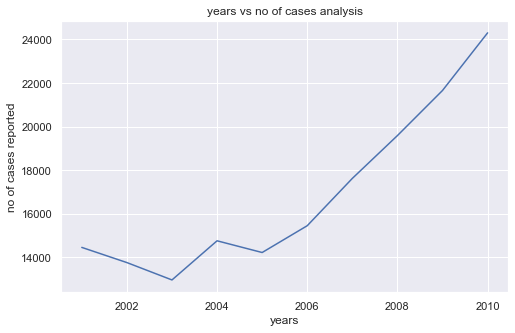 years vs no of cases analysis
24000
22000
20000
18000
16000
14000
no of cases reported
2002 2004 2006 2008 2010
years